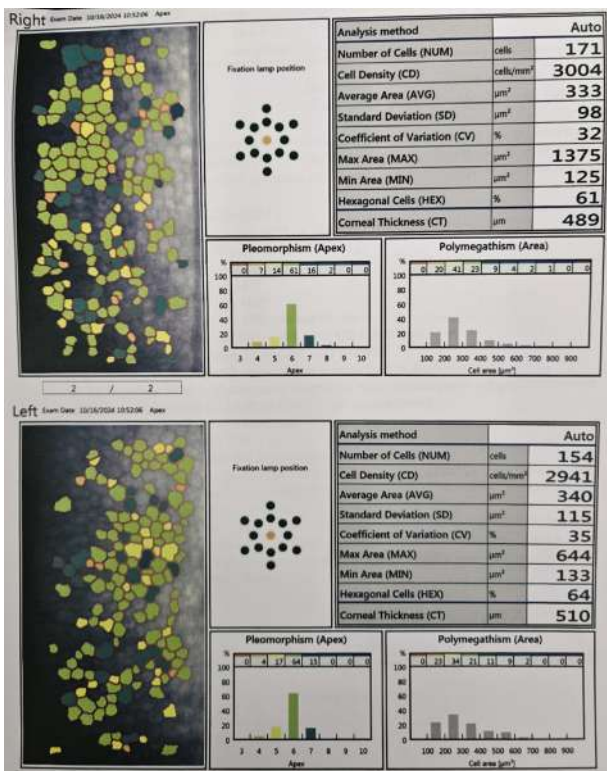 Right Exam Date 10/16/2024 10:52:06 Apex
Fixation lamp position
Analysis method Auto
Number of Cells (NUM) cells 171
Cell Density (CD) cells/mm² 3004
Average Area (AVG) µm² 333
Standard Deviation (SD) µm² 98
Coefficient of Variation (CV) % 32
Max Area (MAX) µm² 1375
Min Area (MIN) µm² 125
Hexagonal Cells (HEX) % 61
Corneal Thickness (CT) µm 489
Pleomorphism (Apex)
% 0 7 14 61 16 2 0 0
100
80
60
40
20
0
3 4 5 6 7 8 9 10
Apex
Polymegathism (Area)
% 0 20 41 23 9 4 2 1 0 0
100
80
60
40
20
0
100 200 300 400 500 600 700 800 900
Cell area [µm²]
2 / 2
Left Exam Date 10/16/2024 10:52:06 Apex
Fixation lamp position
Analysis method Auto
Number of Cells (NUM) cells 154
Cell Density (CD) cells/mm² 2941
Average Area (AVG) µm² 340
Standard Deviation (SD) µm² 115
Coefficient of Variation (CV) % 35
Max Area (MAX) µm² 644
Min Area (MIN) µm² 133
Hexagonal Cells (HEX) % 64
Corneal Thickness (CT) µm 510
Pleomorphism (Apex)
% 0 4 17 64 15 0 0 0
100
80
60
40
20
0
3 4 5 6 7 8 9 10
Apex
Polymegathism (Area)
% 0 23 34 21 11 9 2 0 0 0
100
80
60
40
20
0
100 200 300 400 500 600 700 800 900
Cell area [µm²]